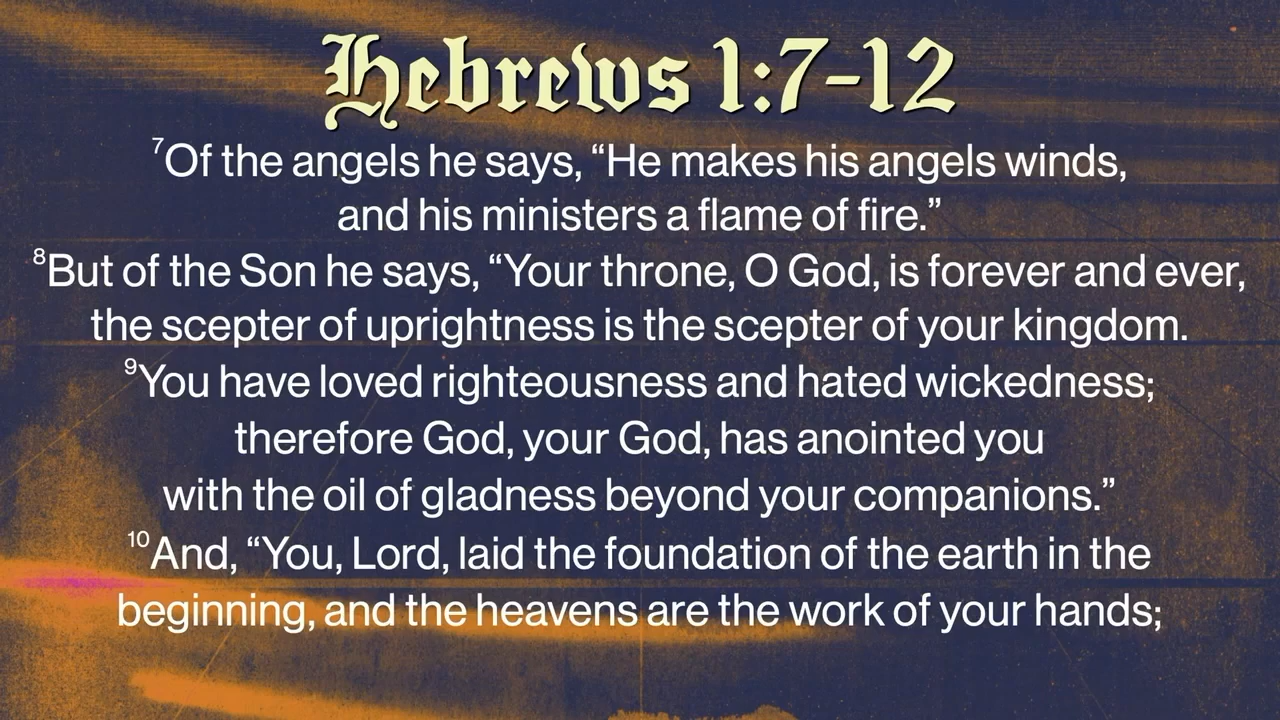 Hebrews 1:7-12
⁷Of the angels he says, “He makes his angels winds,
and his ministers a flame of fire.”
⁸But of the Son he says, “Your throne, O God, is forever and ever,
the scepter of uprightness is the scepter of your kingdom.
⁹You have loved righteousness and hated wickedness;
therefore God, your God, has anointed you
with the oil of gladness beyond your companions.”
¹⁰And, “You, Lord, laid the foundation of the earth in the
beginning, and the heavens are the work of your hands;